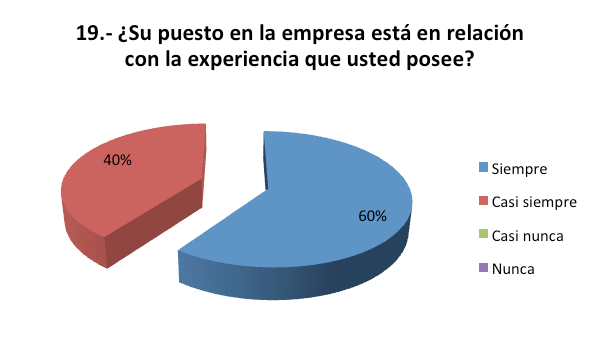 19.- ¿Su puesto en la empresa está en relación
con la experiencia que usted posee?
40%
60%
Siempre
Casi siempre
Casi nunca
Nunca